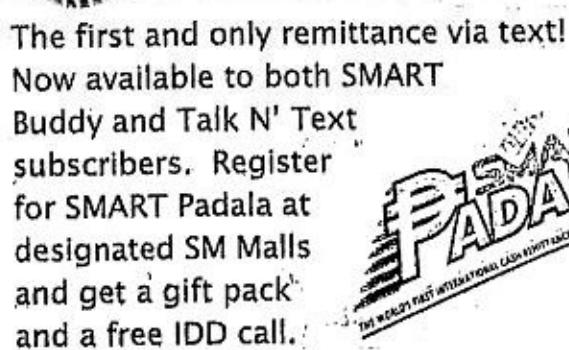 The first and only remittance via text!
Now available to both SMART
Buddy and Talk N' Text
subscribers. Register
for SMART Padala at
designated SM Malls
and get a gift pack
and a free IDD call.
THE WORLD'S FIRST INTERNATIONAL CASH